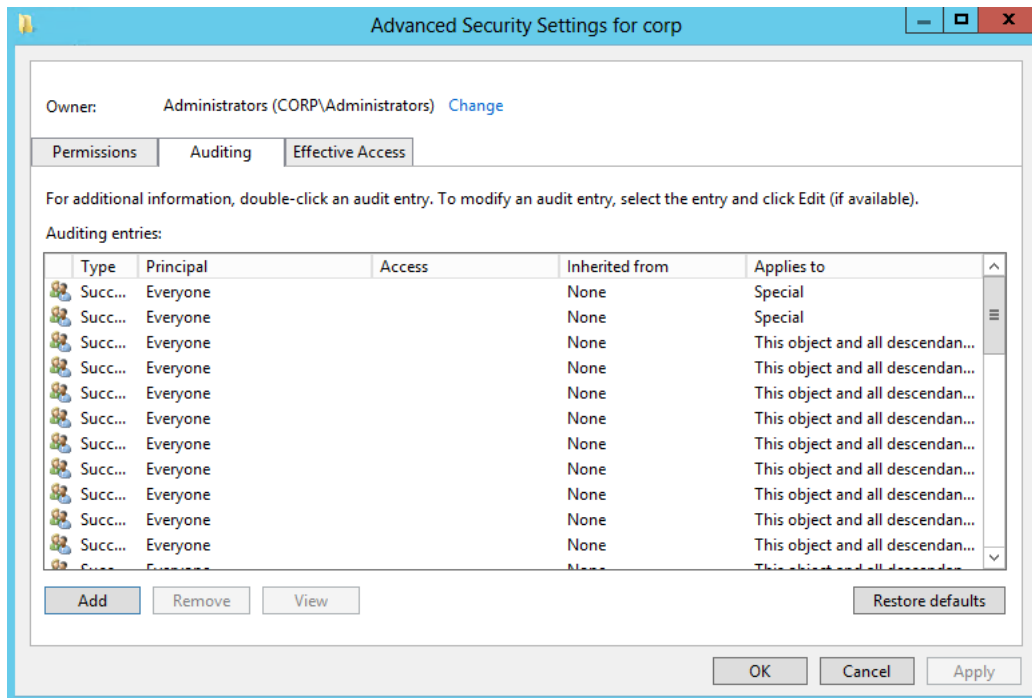 Advanced Security Settings for corp
Owner: Administrators (CORP\Administrators) Change
Permissions Auditing Effective Access
For additional information, double-click an audit entry. To modify an audit entry, select the entry and click Edit (if available).
Auditing entries:
Type Principal Access Inherited from Applies to
Succ... Everyone None Special
Succ... Everyone None Special
Succ... Everyone None This object and all descendan...
Succ... Everyone None This object and all descendan...
Succ... Everyone None This object and all descendan...
Succ... Everyone None This object and all descendan...
Succ... Everyone None This object and all descendan...
Succ... Everyone None This object and all descendan...
Succ... Everyone None This object and all descendan...
Succ... Everyone None This object and all descendan...
Succ... Everyone None This object and all descendan...
Add Remove View Restore defaults
OK Cancel Apply